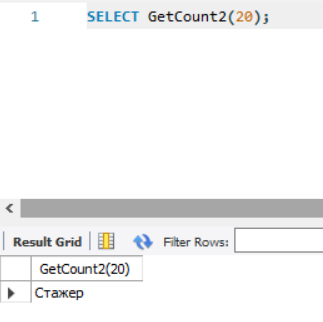 1 SELECT GetCount2(20);
Result Grid Filter Rows:
GetCount2(20)
Стажер